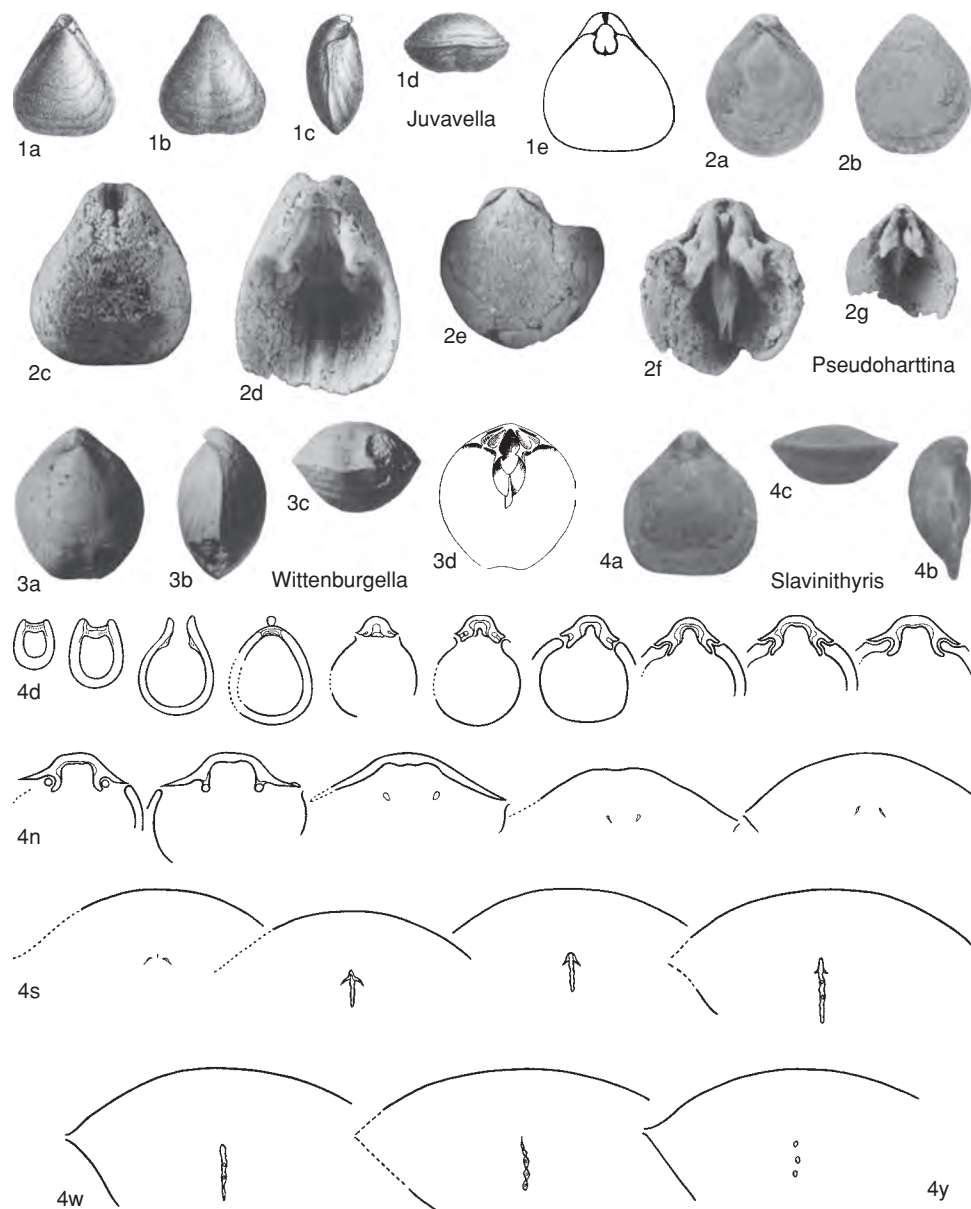 1a
1b
1c
1d
Juvavella
1e
2a
2b
2c
2d
2e
2f
2g
Pseudoharttina
3a
3b
3c
Wittenburgella
3d
4a
4c
Slavinithyris
4b
4d
4n
4s
4w
4y